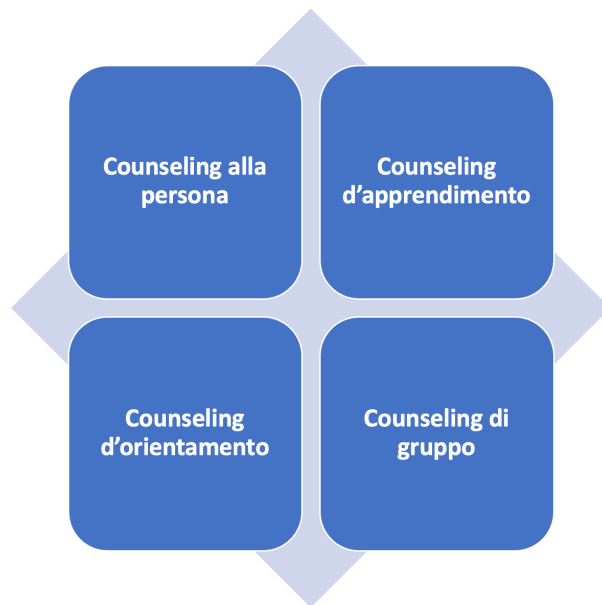 Counseling alla
persona
Counseling
d’apprendimento
Counseling
d’orientamento
Counseling di
gruppo